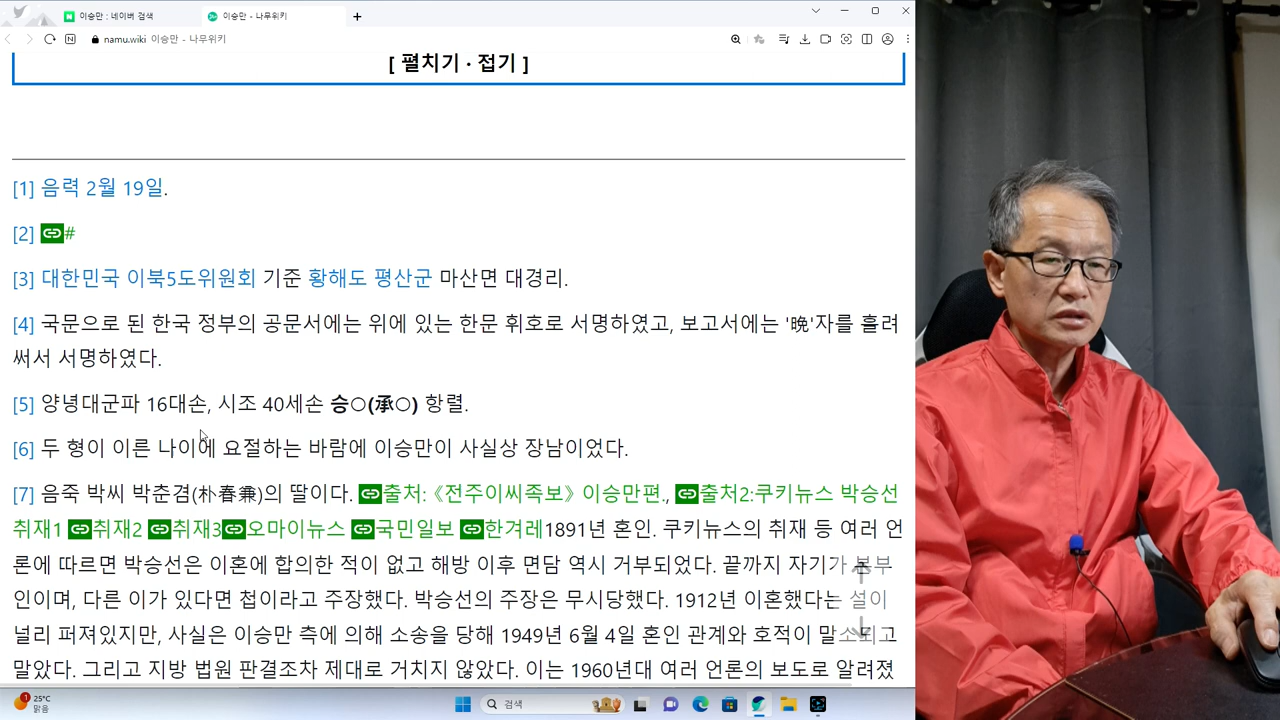 이승만 : 네이버 검색
이승만 - 나무위키
namu.wiki 이승만 - 나무위키
[ 펼치기 · 접기 ]
[1] 음력 2월 19일.
[2] #
[3] 대한민국 이북5도위원회 기준 황해도 평산군 마산면 대경리.
[4] 국문으로 된 한국 정부의 공문서에는 위에 있는 한문 휘호로 서명하였고, 보고서에는 '晩'자를 흘려
써서 서명하였다.
[5] 양녕대군파 16대손, 시조 40세손 승○(承○) 항렬.
[6] 두 형이 이른 나이에 요절하는 바람에 이승만이 사실상 장남이었다.
[7] 음죽 박씨 박춘겸(朴春兼)의 딸이다. 출처: 《전주이씨족보》 이승만편., 출처2:쿠키뉴스 박승선
취재1 취재2 취재3 오마이뉴스 국민일보 한겨레1891년 혼인. 쿠키뉴스의 취재 등 여러 언
론에 따르면 박승선은 이혼에 합의한 적이 없고 해방 이후 면담 역시 거부되었다. 끝까지 자기가 본부
인이며, 다른 이가 있다면 첩이라고 주장했다. 박승선의 주장은 무시당했다. 1912년 이혼했다는 설이
널리 퍼져있지만, 사실은 이승만 측에 의해 소송을 당해 1949년 6월 4일 혼인 관계와 호적이 말소되고
말았다. 그리고 지방 법원 판결조차 제대로 거치지 않았다. 이는 1960년대 여러 언론의 보도로 알려졌
1
25°C
맑음
검색